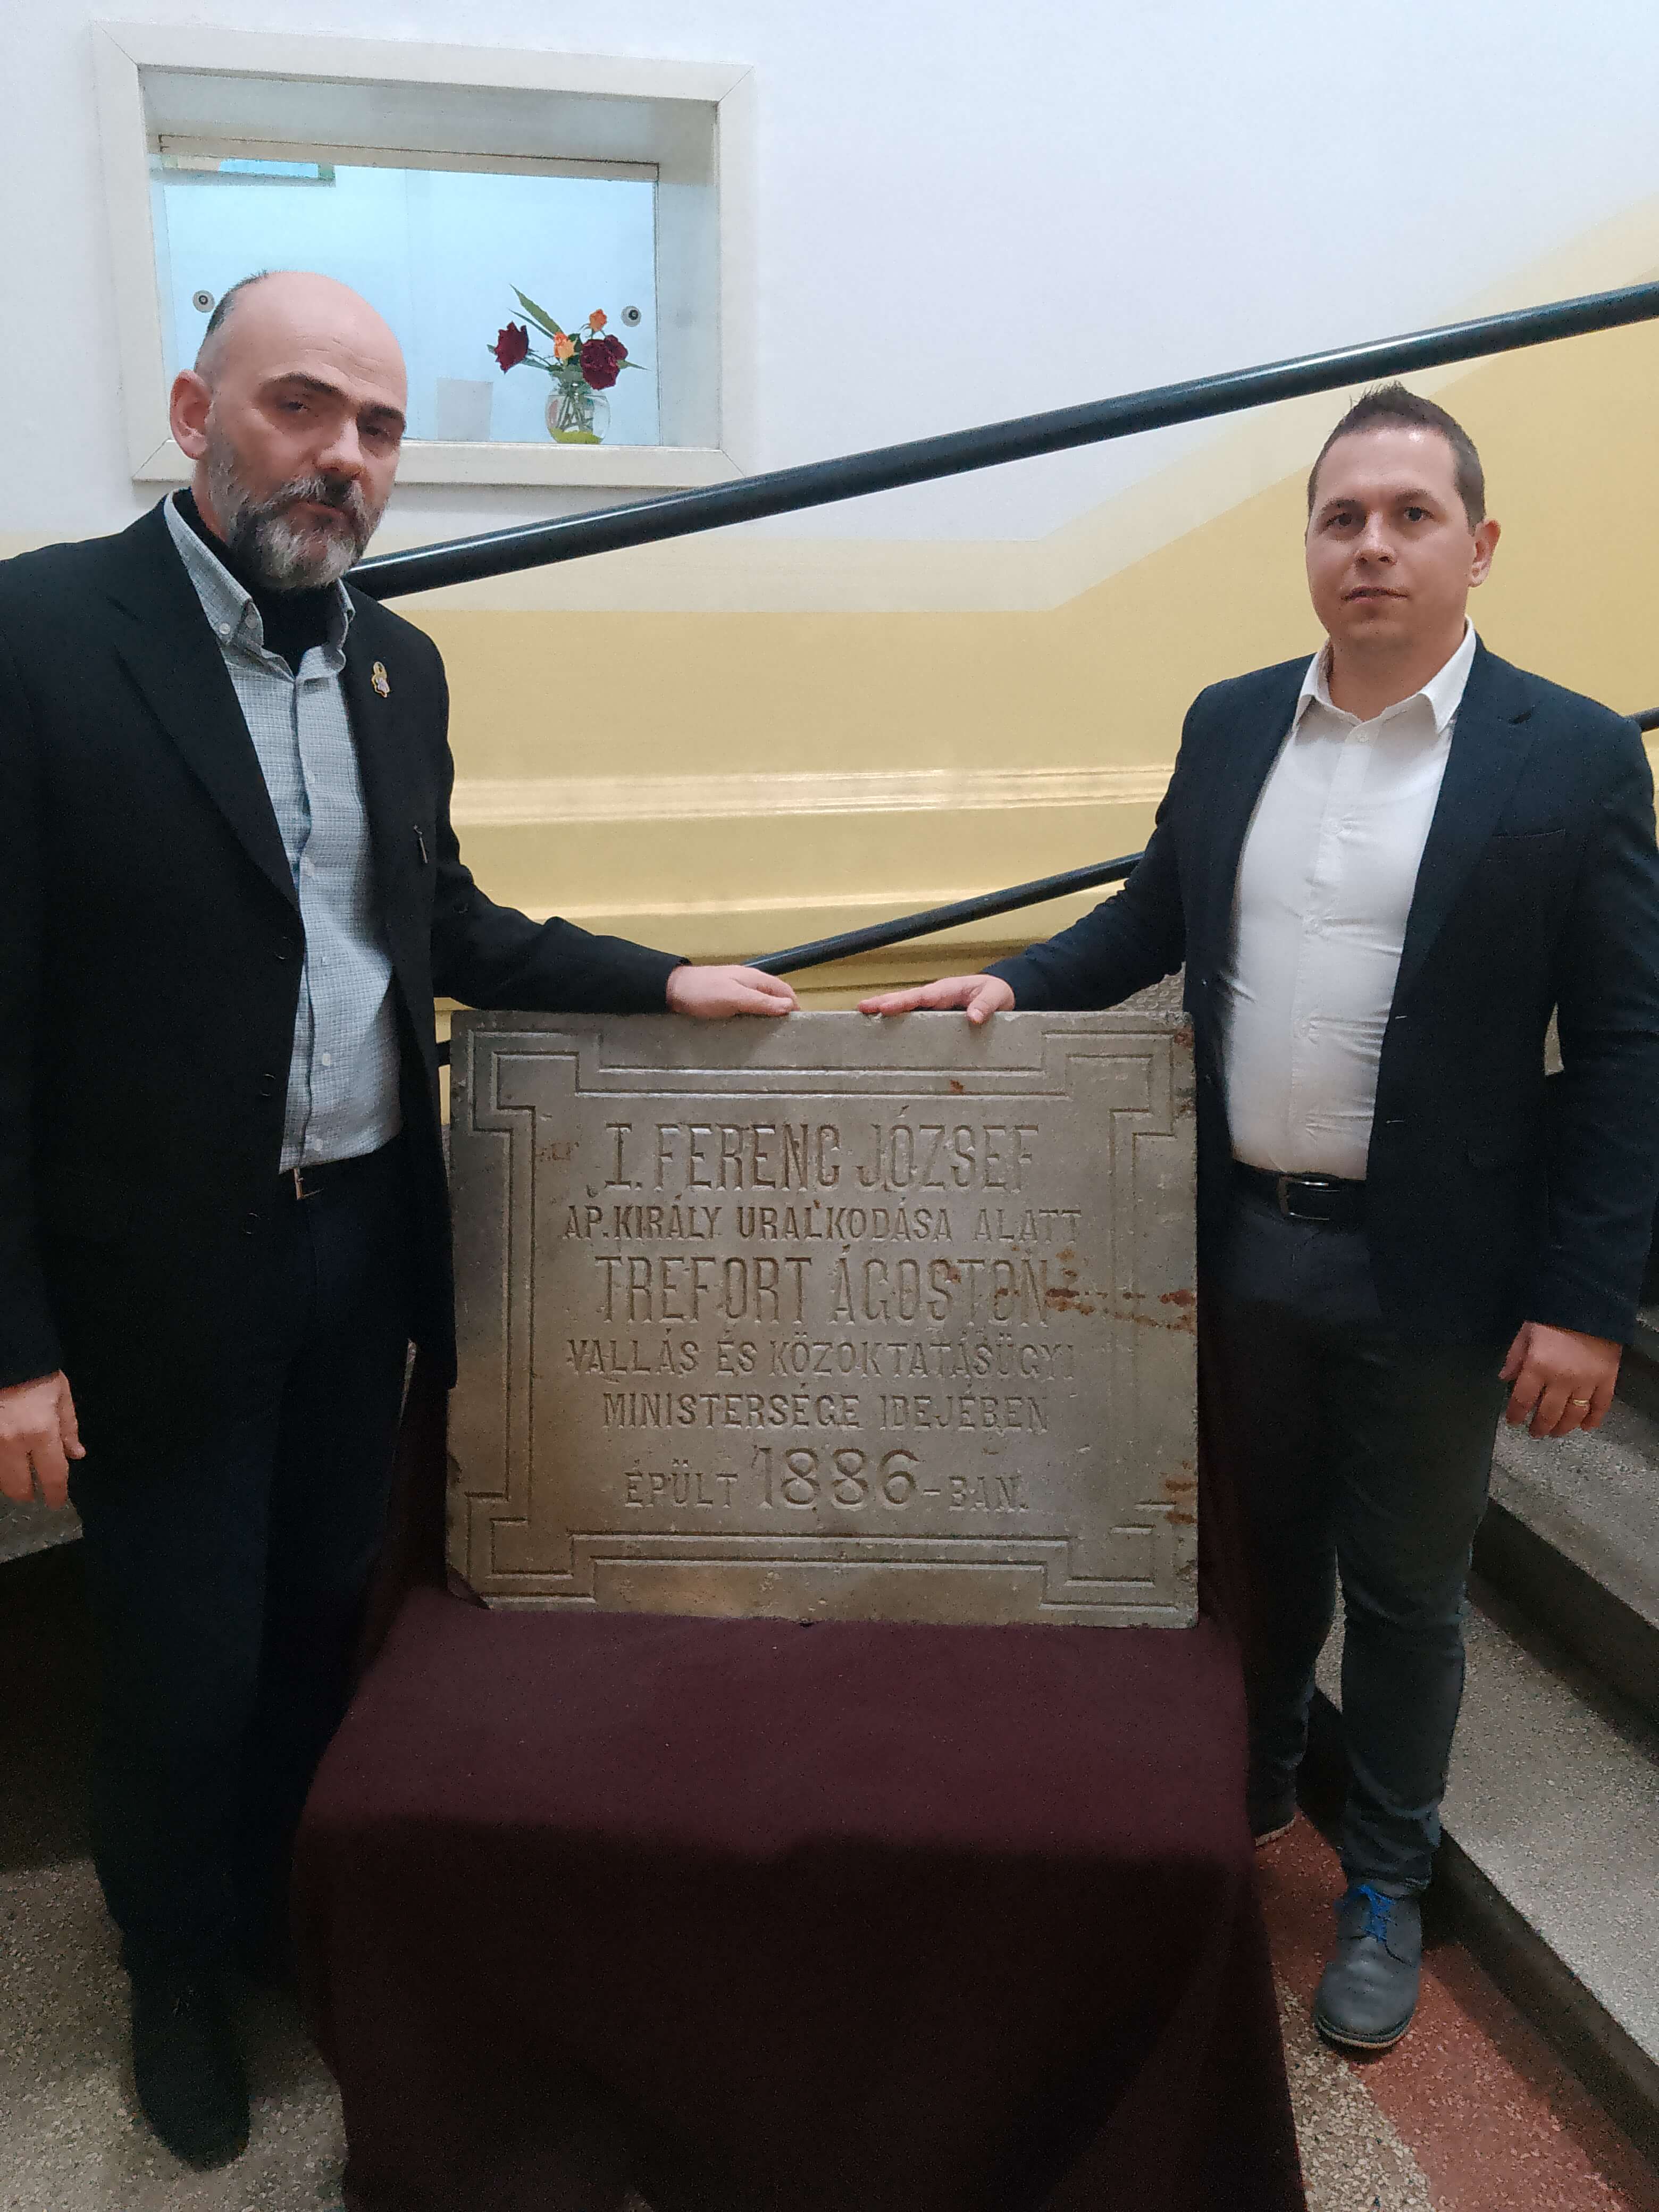 I. FERENC JÓZSEF
AP. KIRÁLY URALKODÁSA ALATT
TREFORT ÁGOSTON
VALLÁS ÉS KÖZOKTATÁSÜGYI
MINISTERSÉGE IDEJÉBEN
ÉPÜLT 1886-BAN.